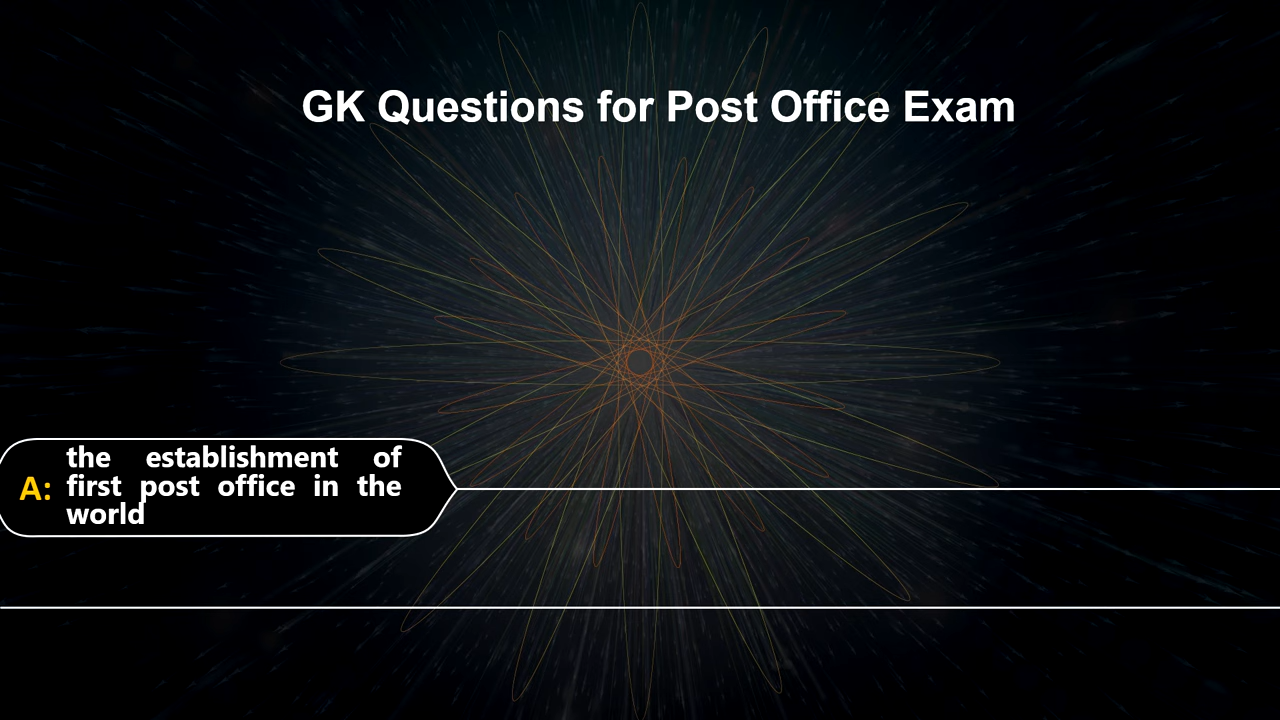 GK Questions for Post Office Exam
A: the establishment of
first post office in the
world